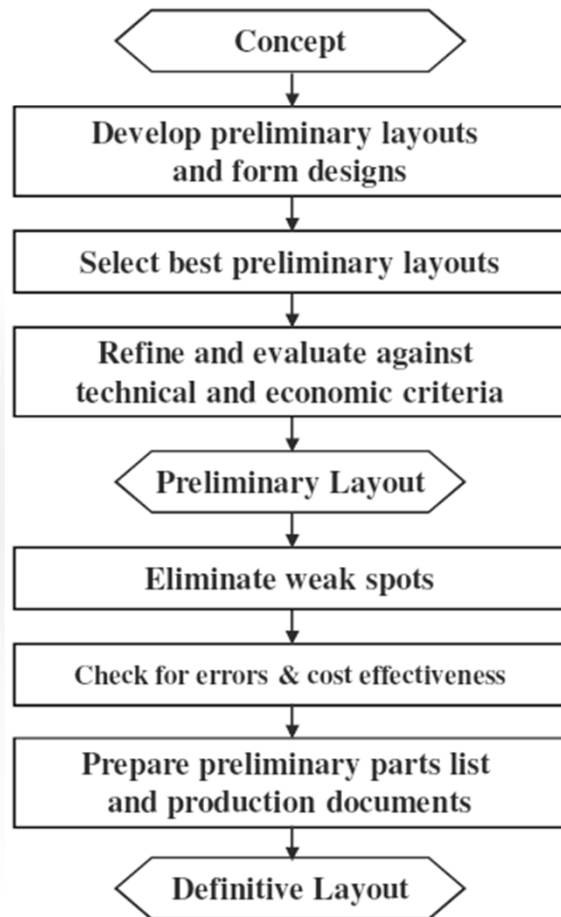 Concept
Develop preliminary layouts
and form designs
Select best preliminary layouts
Refine and evaluate against
technical and economic criteria
Preliminary Layout
Eliminate weak spots
Check for errors & cost effectiveness
Prepare preliminary parts list
and production documents
Definitive Layout